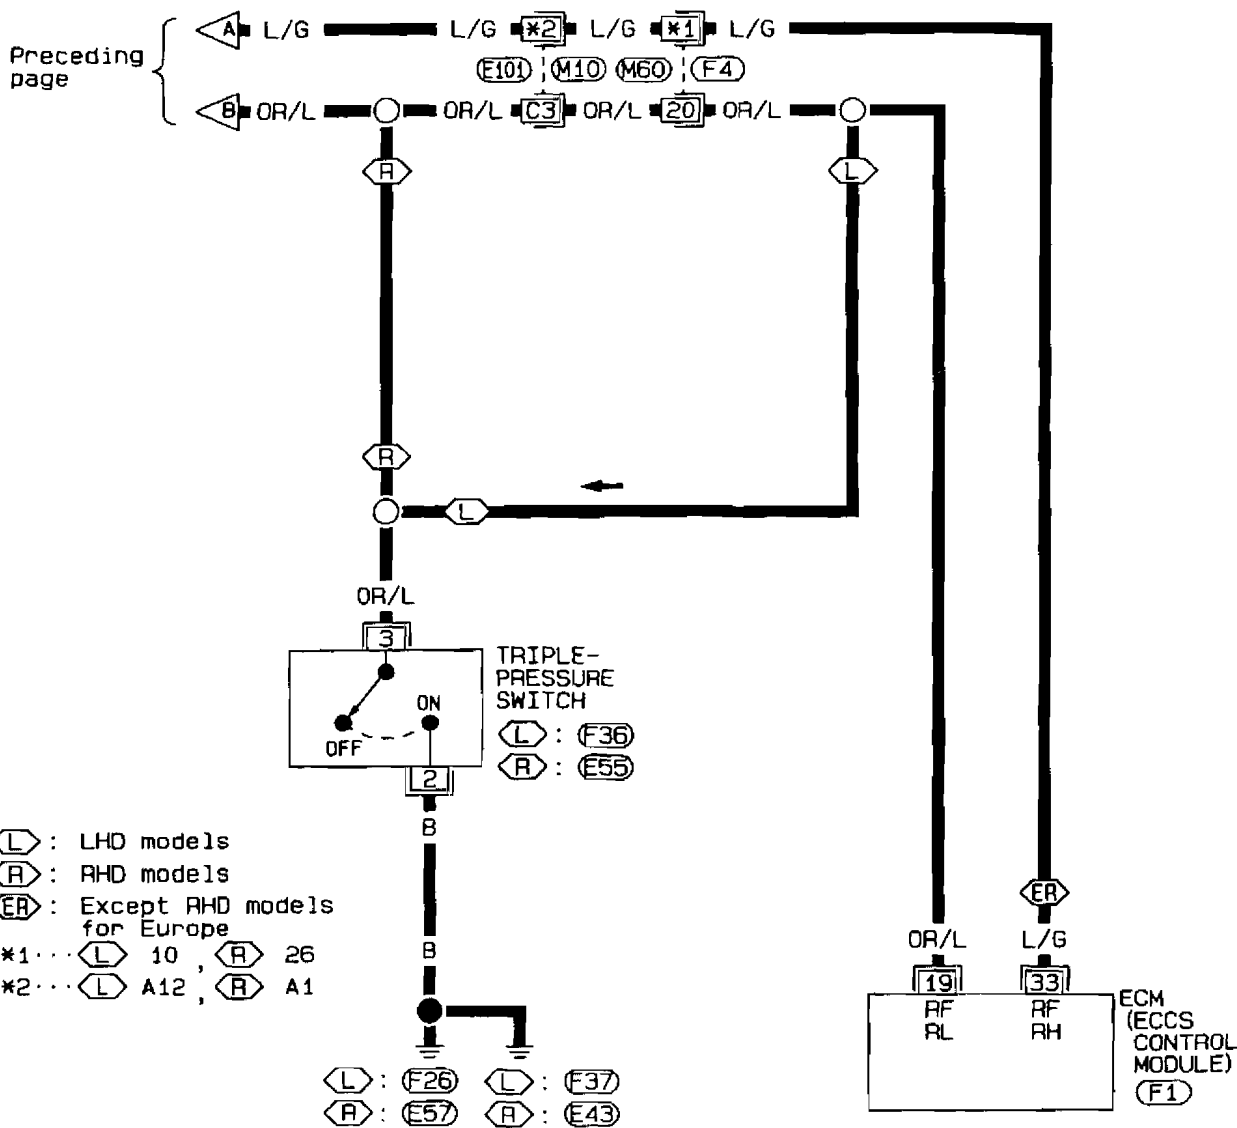 Preceding
page
A L/G L/G *2 L/G *1 L/G
E101 M10 M60 F4
B OR/L OR/L C3 OR/L 20 OR/L
R L
R
L
OR/L
3
TRIPLE-
PRESSURE
SWITCH
ON
OFF
L : F36
R : E55
2
B
L : LHD models
R : RHD models
ER : Except RHD models
for Europe
*1··· L 10 , R 26
*2··· L A12 , R A1
B
L : F26 L : F37
R : E57 R : E43
ER
OR/L L/G
19 33
RF RF
RL RH
ECM
(ECCS
CONTROL
MODULE)
F1